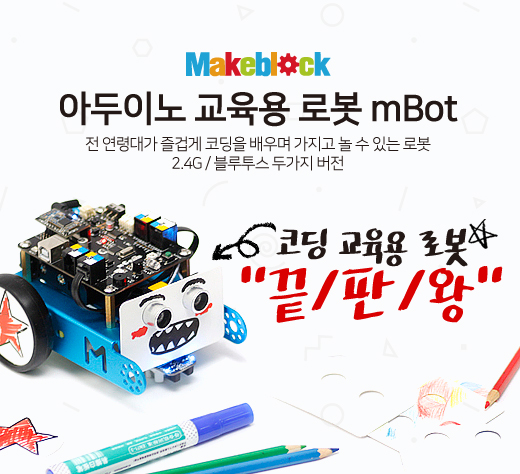 Makeblock
아두이노 교육용 로봇 mBot
전 연령대가 즐겁게 코딩을 배우며 가지고 놀 수 있는 로봇
2.4G / 블루투스 두가지 버전
코딩 교육용 로봇
"끝/판/왕"
M